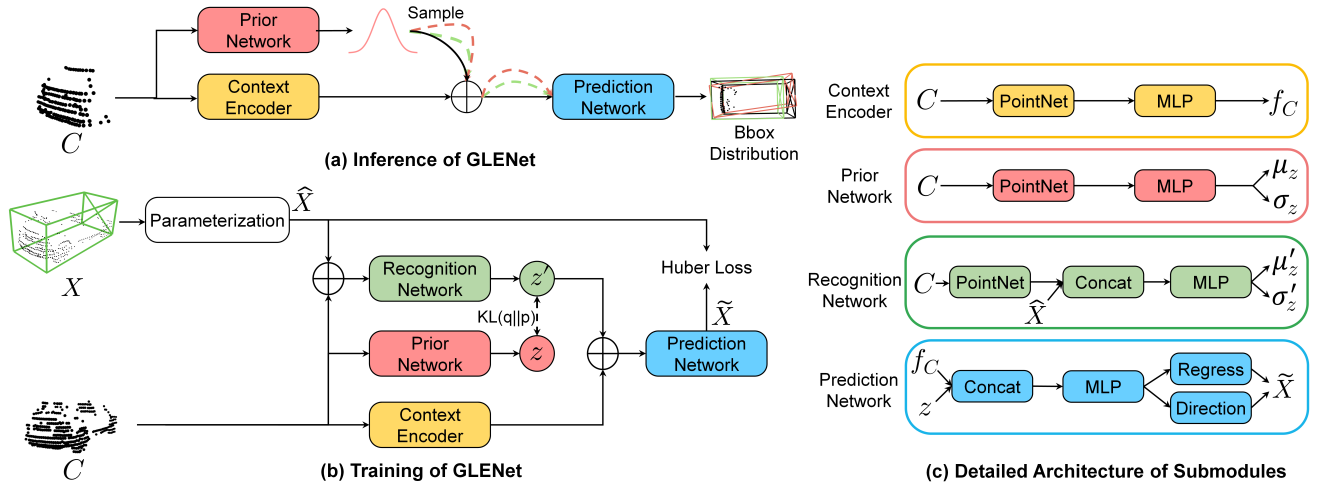 Sample
Prior
Network
Context
Encoder
Prediction
Network
C
Bbox
Distribution
(a) Inference of GLENet
X
Parameterization
X̂
Recognition
Network
z′
Huber Loss
KL(q||p)
X̃
Prior
Network
z
Prediction
Network
Context
Encoder
C
(b) Training of GLENet
Context
Encoder
C
PointNet
MLP
f_C
Prior
Network
C
PointNet
MLP
μ_z
σ_z
Recognition
Network
C
PointNet
X̂
Concat
MLP
μ′_z
σ′_z
Prediction
Network
f_C
z
Concat
MLP
Regress
Direction
X̃
(c) Detailed Architecture of Submodules